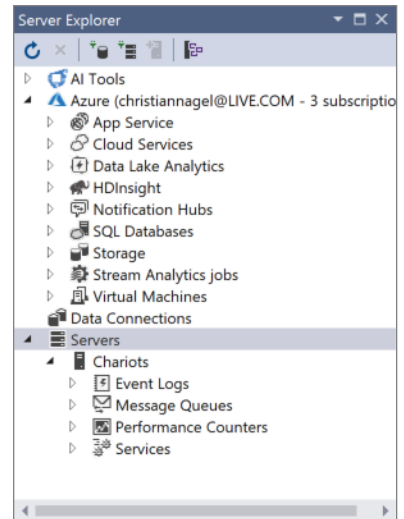 Server Explorer
AI Tools
Azure (christiannagel@LIVE.COM - 3 subscriptio
App Service
Cloud Services
Data Lake Analytics
HDInsight
Notification Hubs
SQL Databases
Storage
Stream Analytics jobs
Virtual Machines
Data Connections
Servers
Chariots
Event Logs
Message Queues
Performance Counters
Services